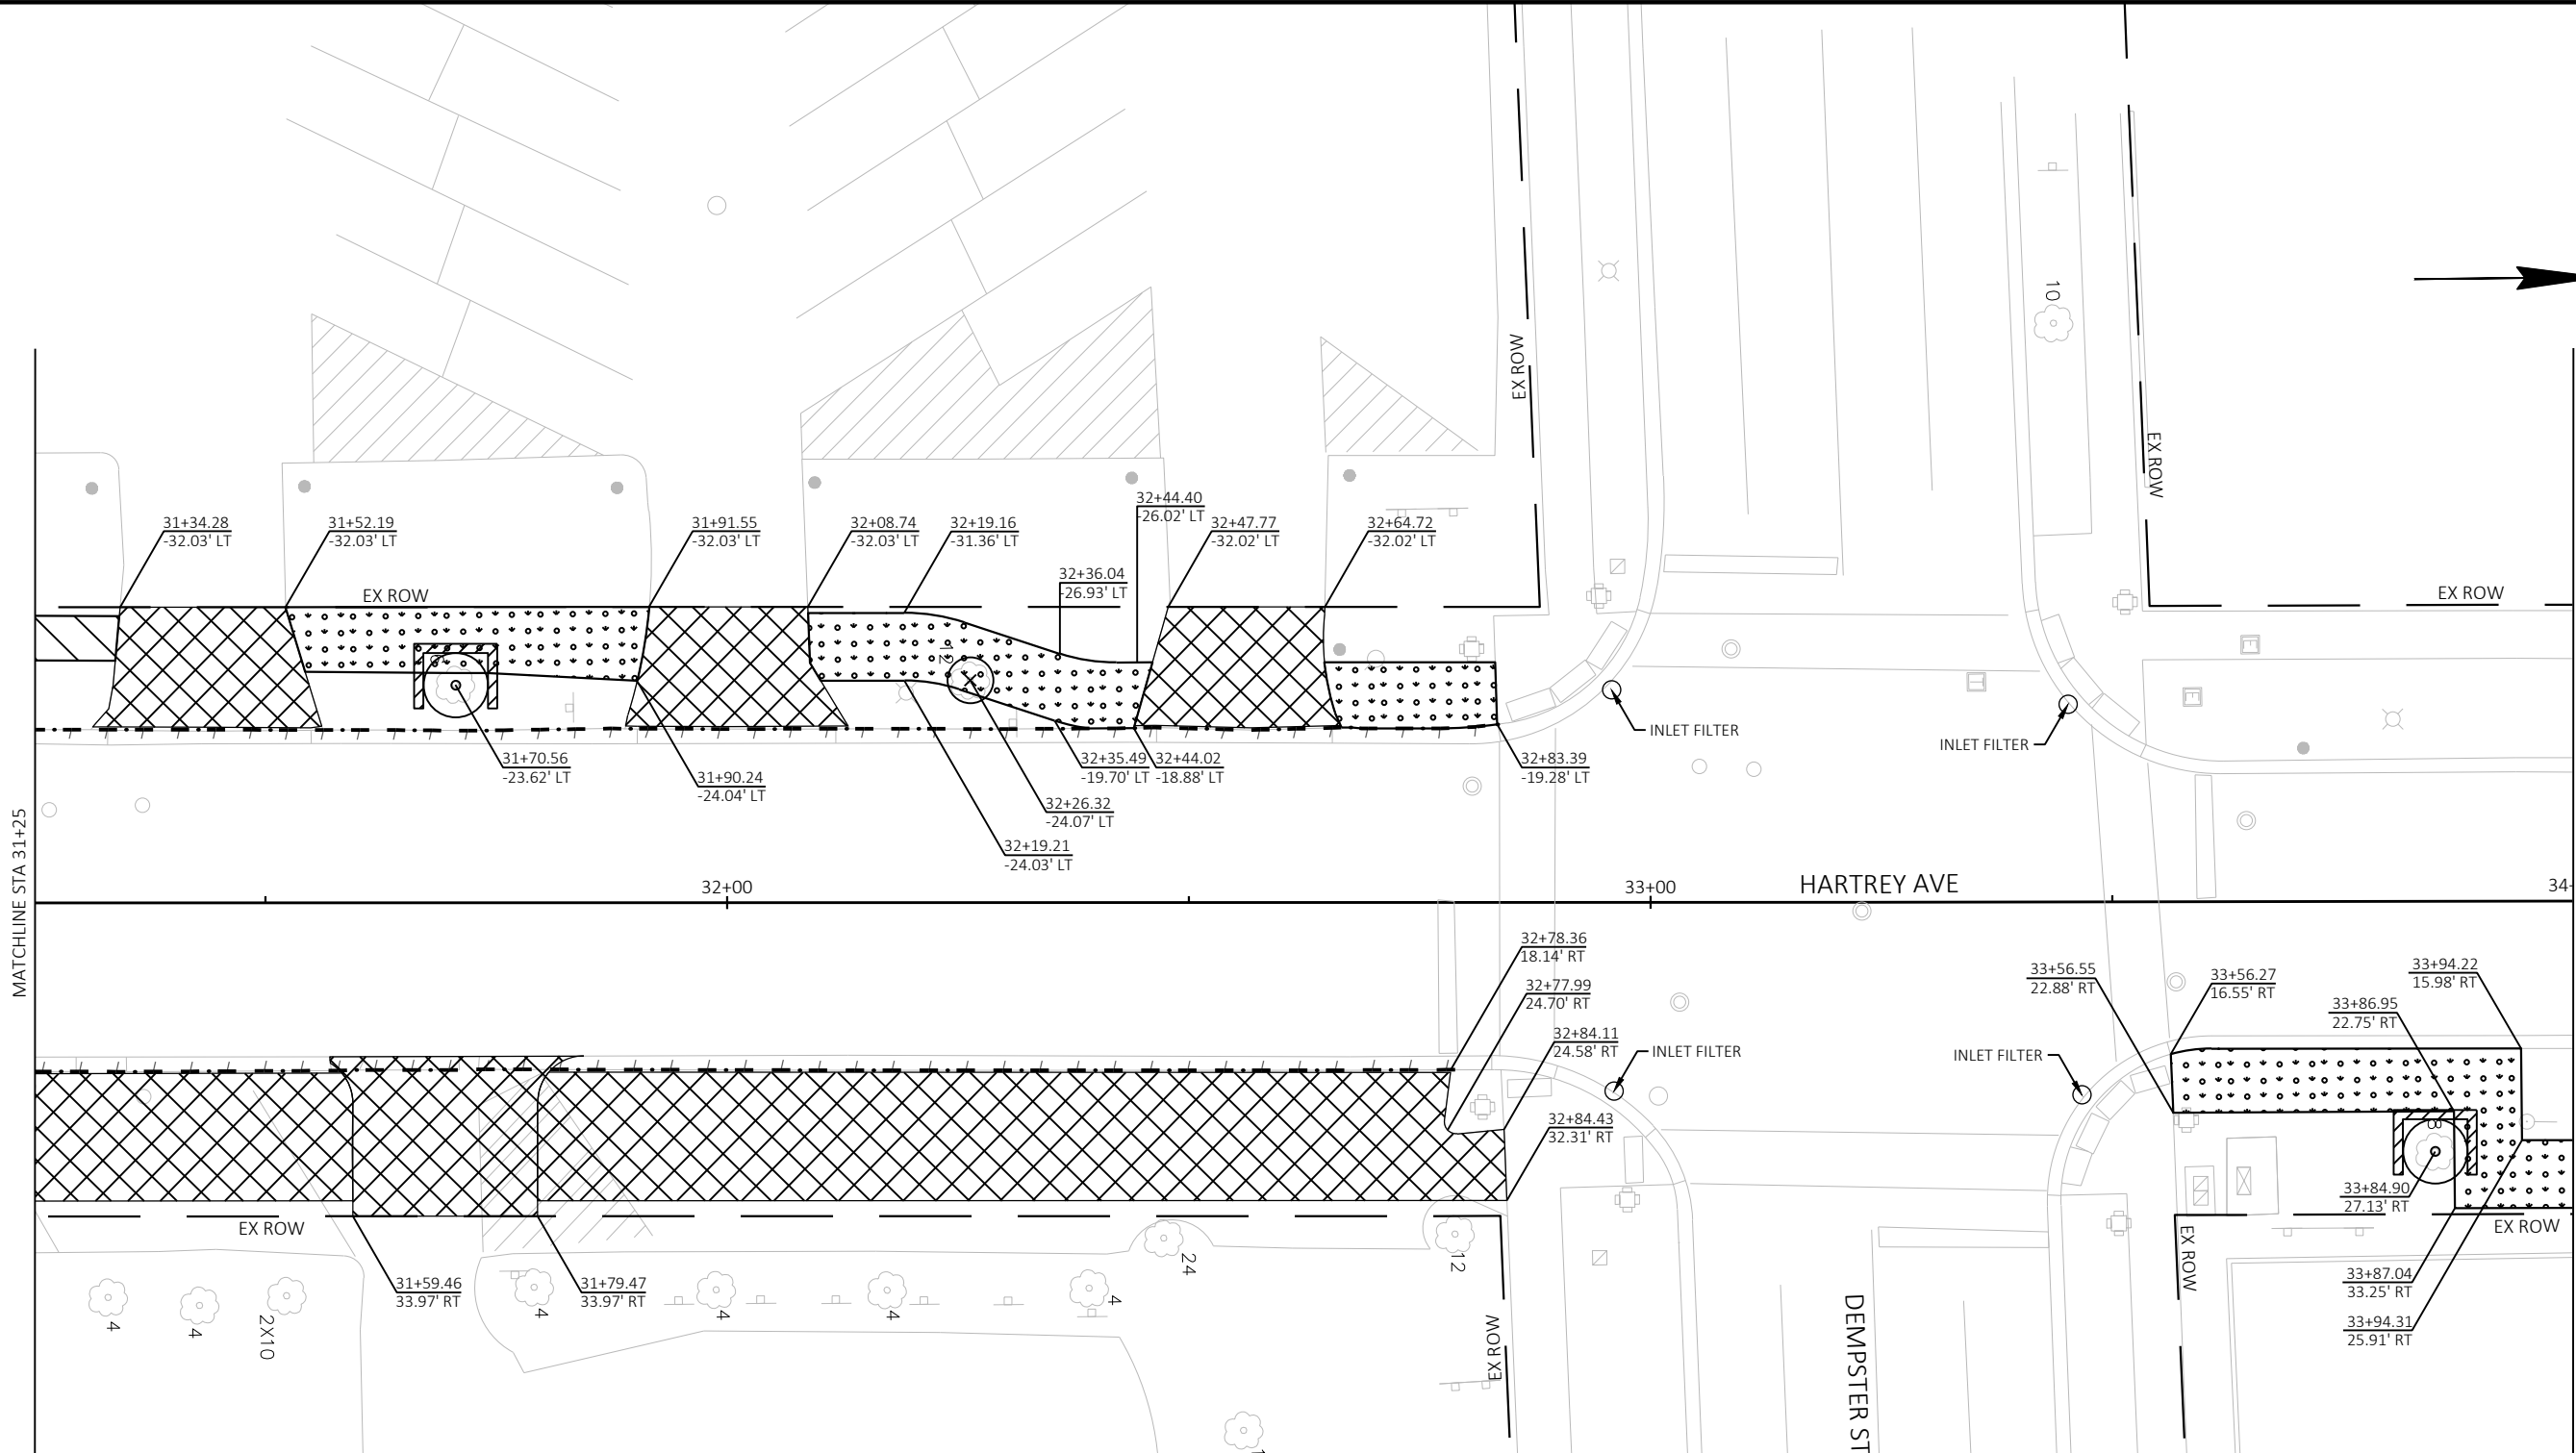 10
EX ROW
EX ROW
32+44.40
-26.02' LT
31+34.28
-32.03' LT
31+52.19
-32.03' LT
31+91.55
-32.03' LT
32+08.74
-32.03' LT
32+19.16
-31.36' LT
32+47.77
-32.02' LT
32+64.72
-32.02' LT
32+36.04
-26.93' LT
EX ROW
EX ROW
12
INLET FILTER
INLET FILTER
31+70.56
-23.62' LT
31+90.24
-24.04' LT
32+35.49
-19.70' LT
32+44.02
-18.88' LT
32+83.39
-19.28' LT
32+26.32
-24.07' LT
32+19.21
-24.03' LT
MATCHLINE STA 31+25
32+00
33+00
HARTREY AVE
34+
32+78.36
18.14' RT
32+77.99
24.70' RT
32+84.11
24.58' RT
INLET FILTER
INLET FILTER
33+56.55
22.88' RT
33+56.27
16.55' RT
33+94.22
15.98' RT
33+86.95
22.75' RT
32+84.43
32.31' RT
8
33+84.90
27.13' RT
EX ROW
EX ROW
EX ROW
EX ROW
31+59.46
33.97' RT
31+79.47
33.97' RT
24
12
33+87.04
33.25' RT
33+94.31
25.91' RT
4
4
2X10
4
4
4
4
DEMPSTER ST